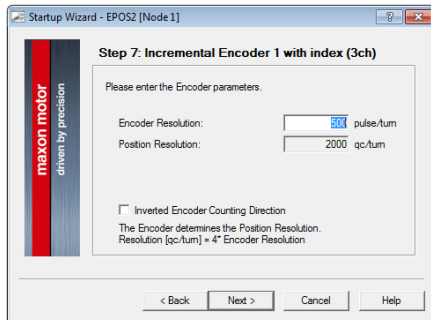 Startup Wizard - EPOS2 [Node 1]
?
Step 7: Incremental Encoder 1 with index (3ch)
maxon motor
driven by precision
Please enter the Encoder parameters.
Encoder Resolution: 500 pulse/turn
Position Resolution: 2000 qc/turn
Inverted Encoder Counting Direction
The Encoder determines the Position Resolution.
Resolution [qc/turn] = 4* Encoder Resolution
< Back Next > Cancel Help